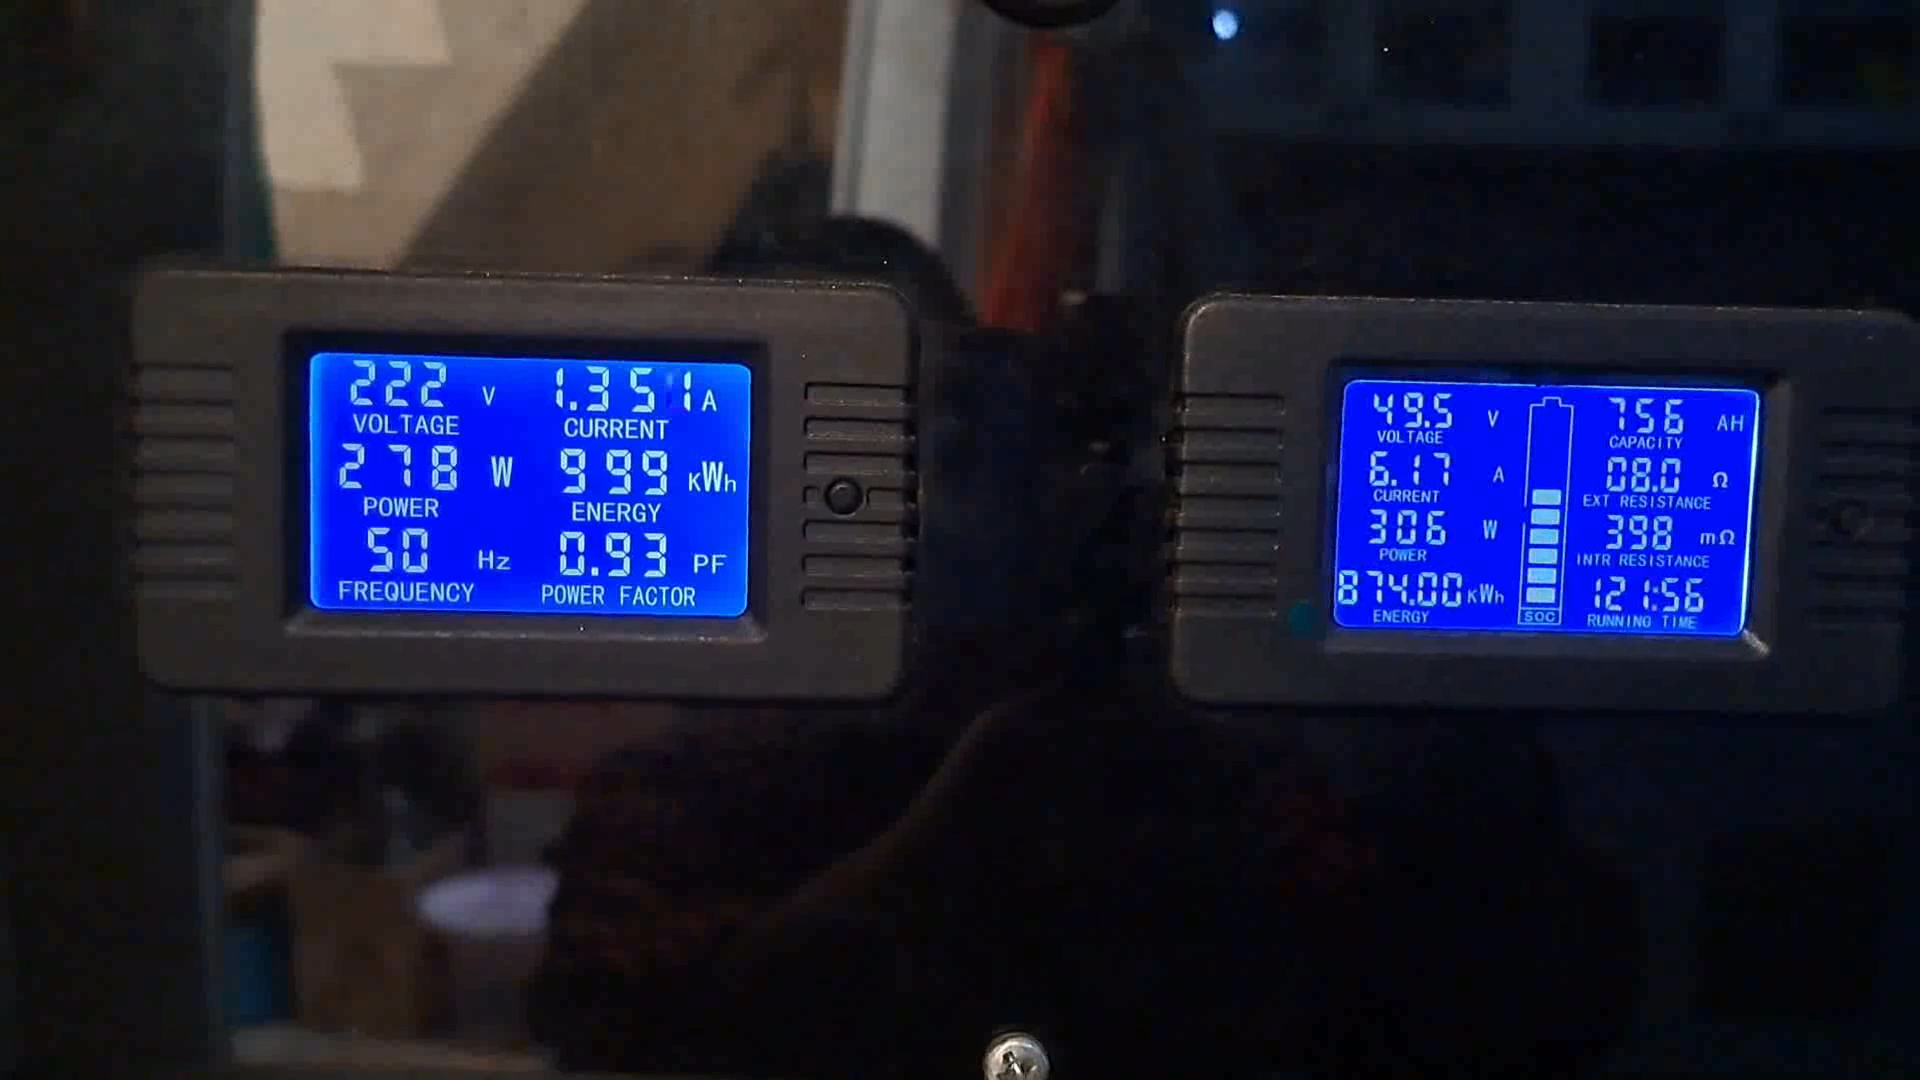 222 V 1.351 A
VOLTAGE CURRENT
278 W 999 KWh
POWER ENERGY
50 Hz 0.93 PF
FREQUENCY POWER FACTOR
49.5 V 756 AH
VOLTAGE CAPACITY
6.17 A 08.0 Ω
CURRENT EXT RESISTANCE
306 W 398 mΩ
POWER INTR RESISTANCE
874.00 KWh 121:56
ENERGY SOC RUNNING TIME